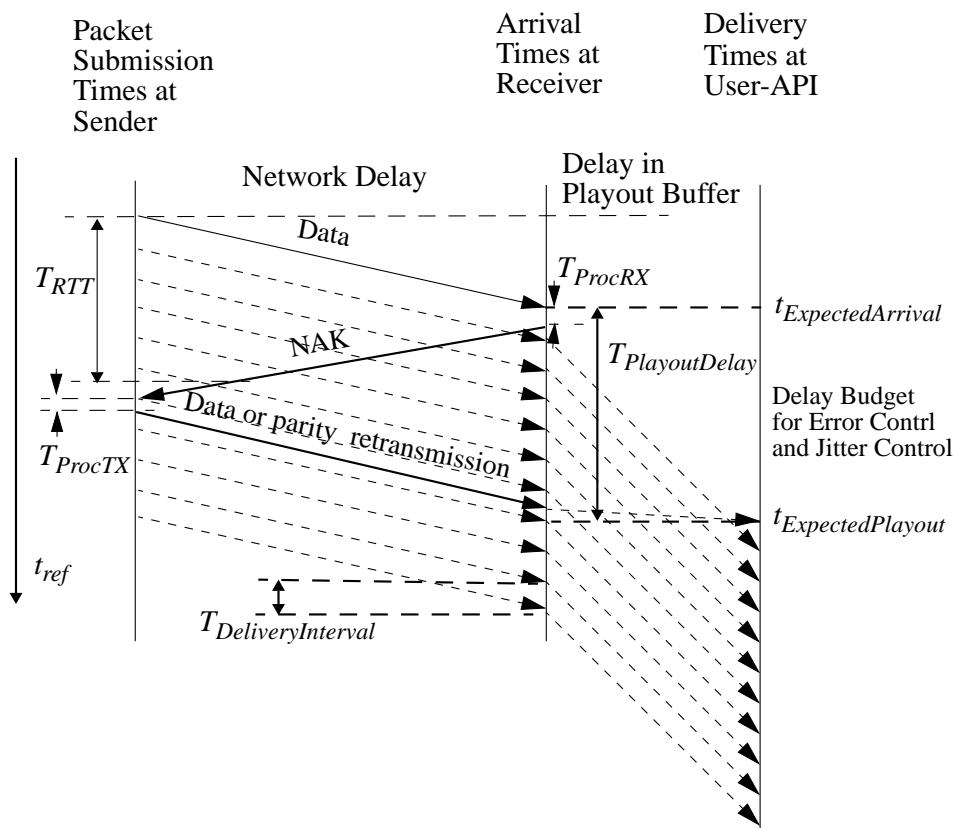 Packet
Submission
Times at
Sender
Arrival
Times at
Receiver
Delivery
Times at
User-API
Network Delay
Delay in
Playout Buffer
Data
T_RTT
T_ProcRX
t_ExpectedArrival
NAK
T_PlayoutDelay
Data or parity retransmission
Delay Budget
for Error Contrl
and Jitter Control
T_ProcTX
t_ExpectedPlayout
t_ref
T_DeliveryInterval